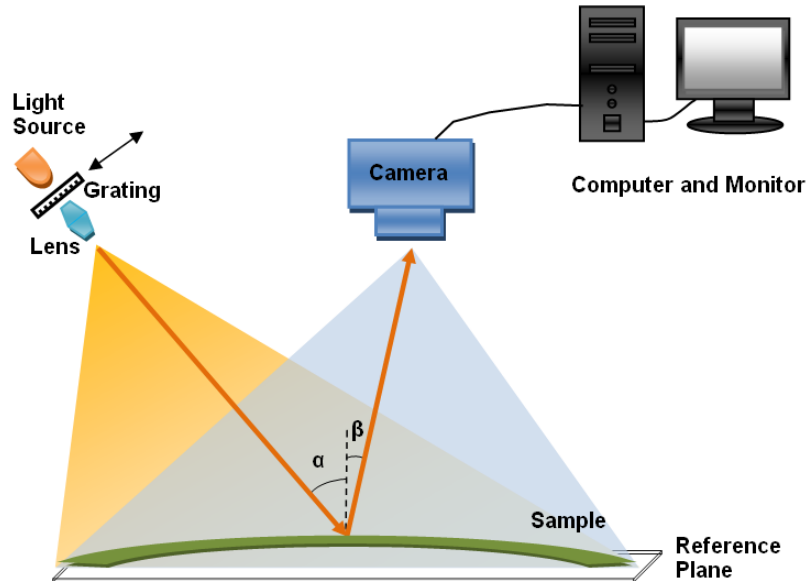 Light
Source
Grating
Lens
Camera
Computer and Monitor
α
β
Sample
Reference
Plane